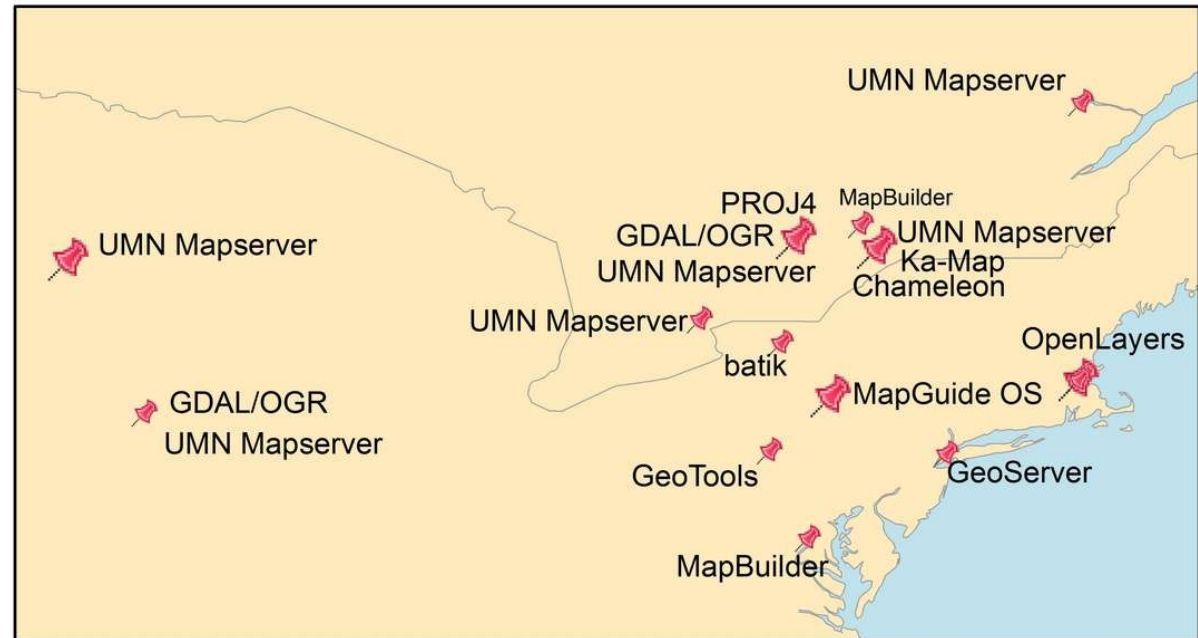 UMN Mapserver
MapBuilder
PROJ4
UMN Mapserver
GDAL/OGR
UMN Mapserver
Ka-Map
UMN Mapserver
Chameleon
UMN Mapserver
OpenLayers
batik
MapGuide OS
GDAL/OGR
UMN Mapserver
GeoTools
GeoServer
MapBuilder